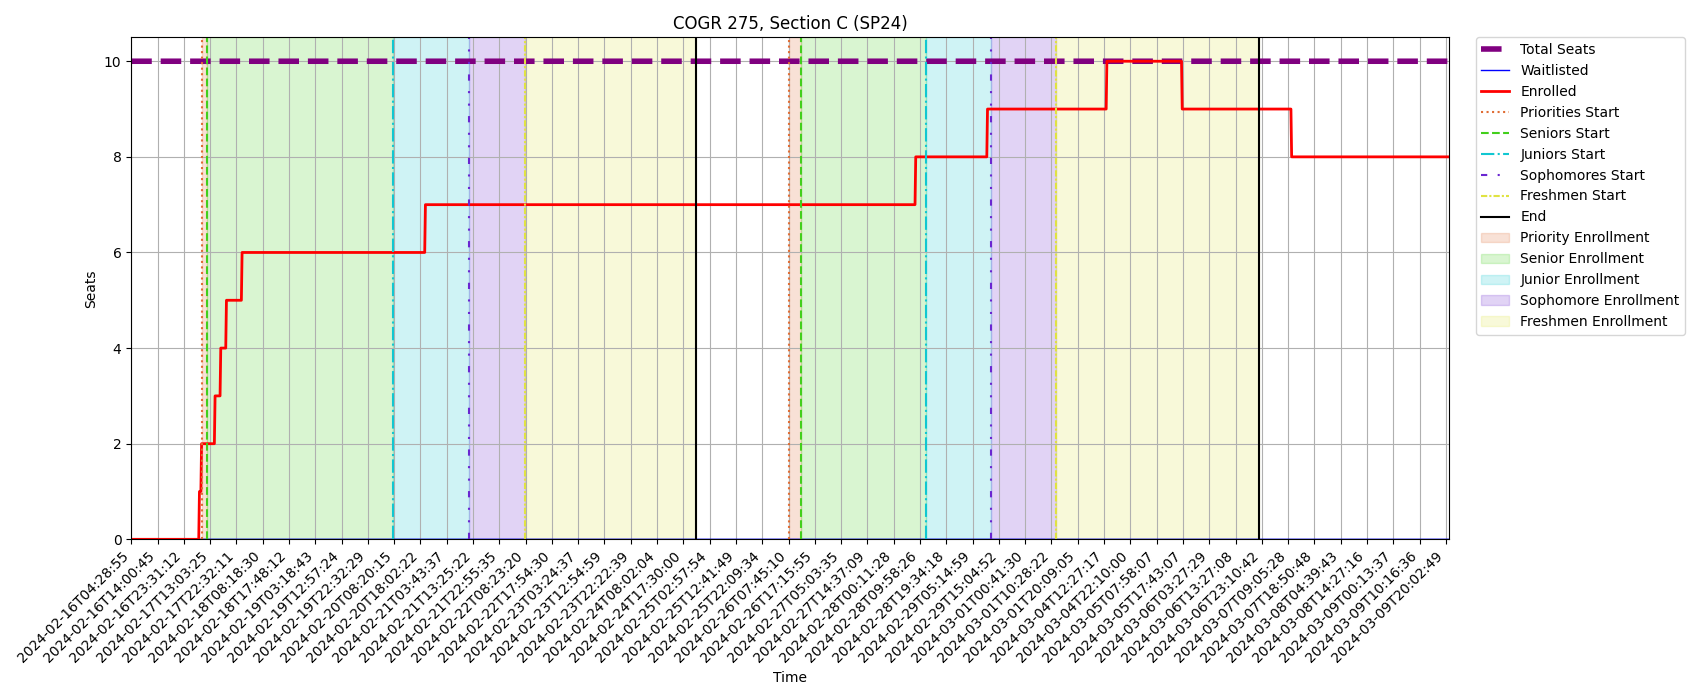 COGR 275, Section C (SP24)
Total Seats
Waitlisted
Enrolled
Priorities Start
Seniors Start
Juniors Start
Sophomores Start
Freshmen Start
End
Priority Enrollment
Senior Enrollment
Junior Enrollment
Sophomore Enrollment
Freshmen Enrollment
Seats
10
8
6
4
2
0
2024-02-16T04:28:55
2024-02-16T14:00:45
2024-02-16T23:31:12
2024-02-17T13:03:25
2024-02-17T22:32:11
2024-02-18T08:18:30
2024-02-18T17:48:12
2024-02-19T03:18:43
2024-02-19T12:57:24
2024-02-19T22:32:29
2024-02-20T08:20:15
2024-02-20T18:02:22
2024-02-21T03:43:37
2024-02-21T13:25:22
2024-02-21T22:55:35
2024-02-22T08:23:20
2024-02-22T17:54:30
2024-02-23T03:24:37
2024-02-23T12:54:59
2024-02-23T22:22:39
2024-02-24T08:02:04
2024-02-24T17:30:00
2024-02-25T02:57:54
2024-02-25T12:41:49
2024-02-25T22:09:34
2024-02-26T07:45:10
2024-02-26T17:15:55
2024-02-27T05:03:35
2024-02-27T14:37:09
2024-02-28T00:11:28
2024-02-28T09:58:26
2024-02-28T19:34:18
2024-02-29T05:14:59
2024-02-29T15:04:52
2024-03-01T00:41:30
2024-03-01T10:28:22
2024-03-01T20:09:05
2024-03-04T12:27:17
2024-03-04T22:10:00
2024-03-05T07:58:07
2024-03-05T17:43:07
2024-03-06T03:27:29
2024-03-06T13:27:08
2024-03-06T23:10:42
2024-03-07T09:05:28
2024-03-07T18:50:48
2024-03-08T04:39:43
2024-03-08T14:27:16
2024-03-09T00:13:37
2024-03-09T10:16:36
2024-03-09T20:02:49
Time